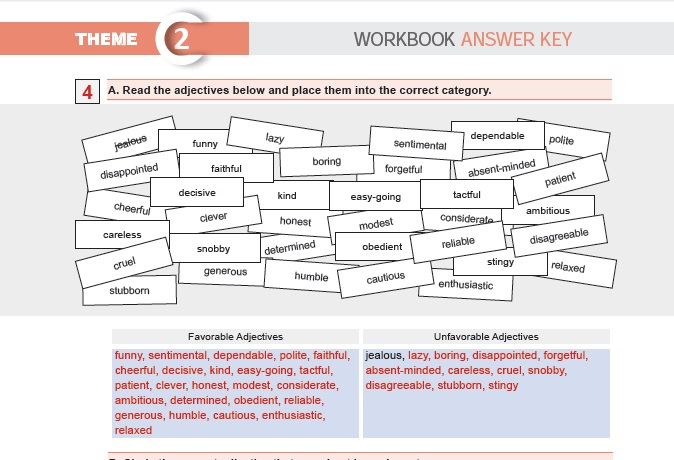 THEME 2
WORKBOOK ANSWER KEY
4 A. Read the adjectives below and place them into the correct category.
jealous
funny
lazy
sentimental
dependable
polite
disappointed
faithful
boring
forgetful
absent-minded
patient
decisive
kind
easy-going
tactful
cheerful
clever
honest
modest
considerate
ambitious
careless
snobby
determined
obedient
reliable
disagreeable
cruel
generous
humble
cautious
stingy
relaxed
stubborn
enthusiastic
Favorable Adjectives
funny, sentimental, dependable, polite, faithful,
cheerful, decisive, kind, easy-going, tactful,
patient, clever, honest, modest, considerate,
ambitious, determined, obedient, reliable,
generous, humble, cautious, enthusiastic,
relaxed
Unfavorable Adjectives
jealous, lazy, boring, disappointed, forgetful,
absent-minded, careless, cruel, snobby,
disagreeable, stubborn, stingy